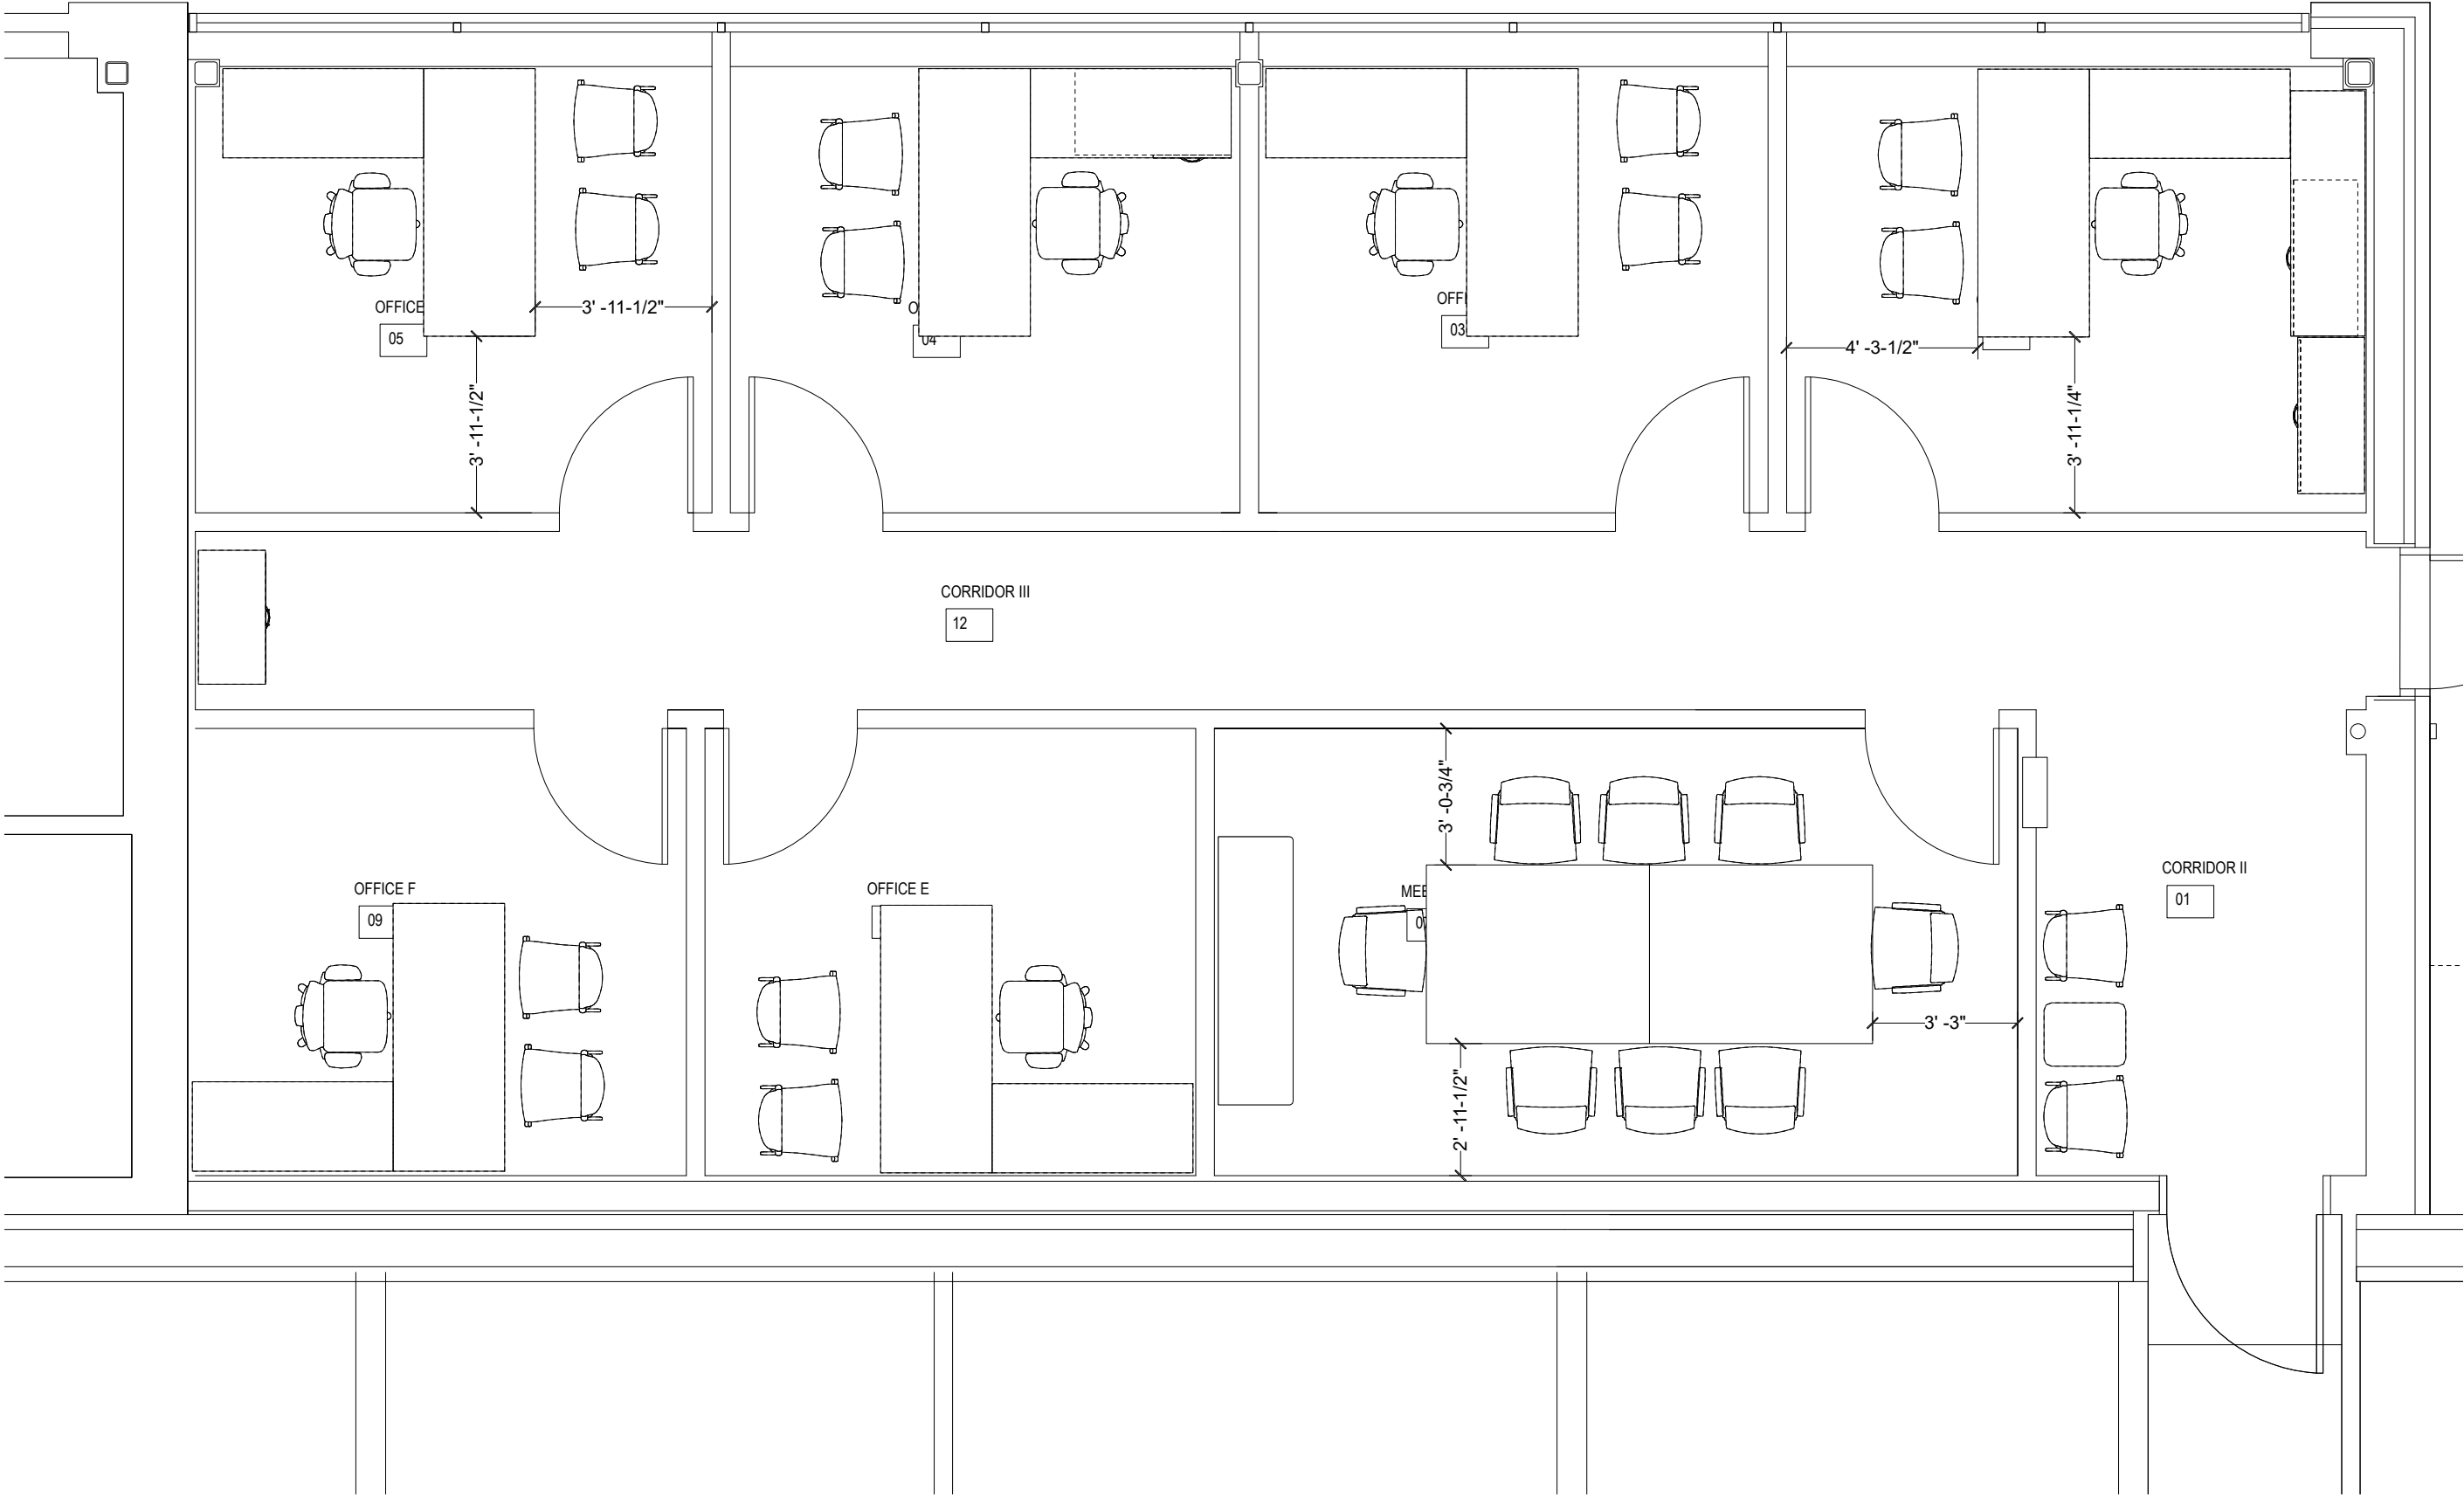 OFFICE
05
3' -11-1/2"
3' -11-1/2"
04
OFFI
03
4' -3-1/2"
3' -11-1/4"
CORRIDOR III
12
OFFICE F
09
OFFICE E
3' -0-3/4"
MEE
3' -3"
2' -11-1/2"
CORRIDOR II
01